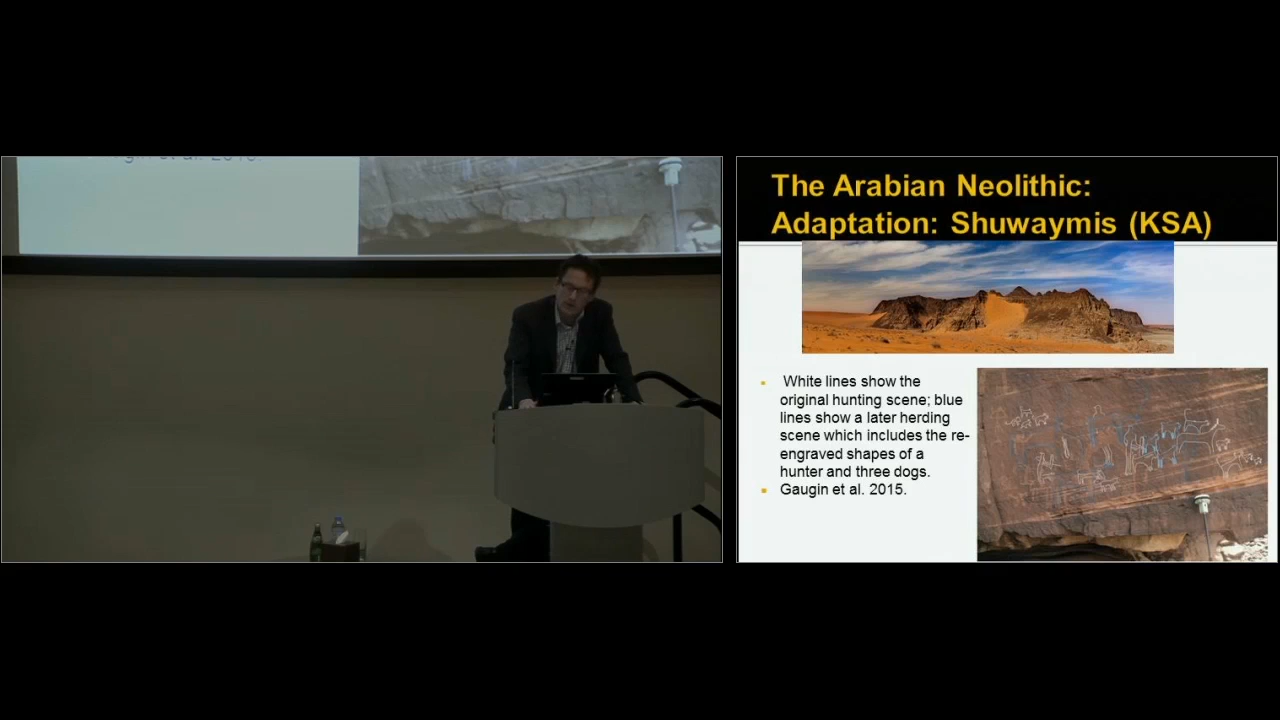 The Arabian Neolithic:
Adaptation: Shuwaymis (KSA)
White lines show the
original hunting scene; blue
lines show a later herding
scene which includes the re-
engraved shapes of a
hunter and three dogs.
Gaugin et al. 2015.